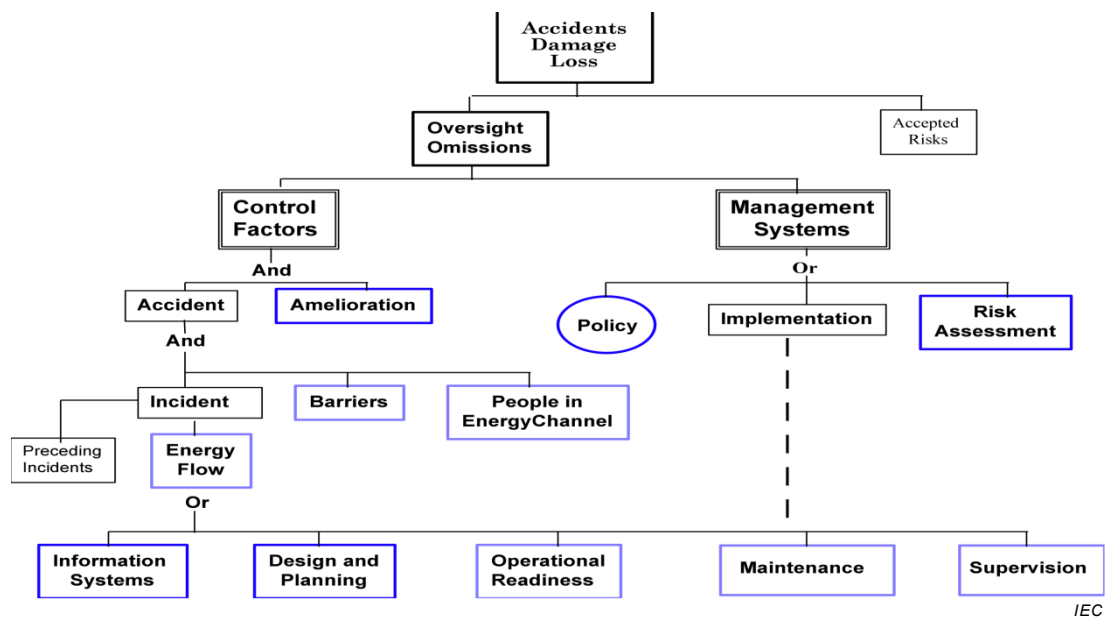 Accidents
Damage
Loss
Oversight
Omissions
Accepted
Risks
Control
Factors
Management
Systems
And
Or
Accident
Amelioration
Policy
Implementation
Risk
Assessment
And
Incident
Barriers
People in
EnergyChannel
Preceding
Incidents
Energy
Flow
Or
Information
Systems
Design and
Planning
Operational
Readiness
Maintenance
Supervision
IEC